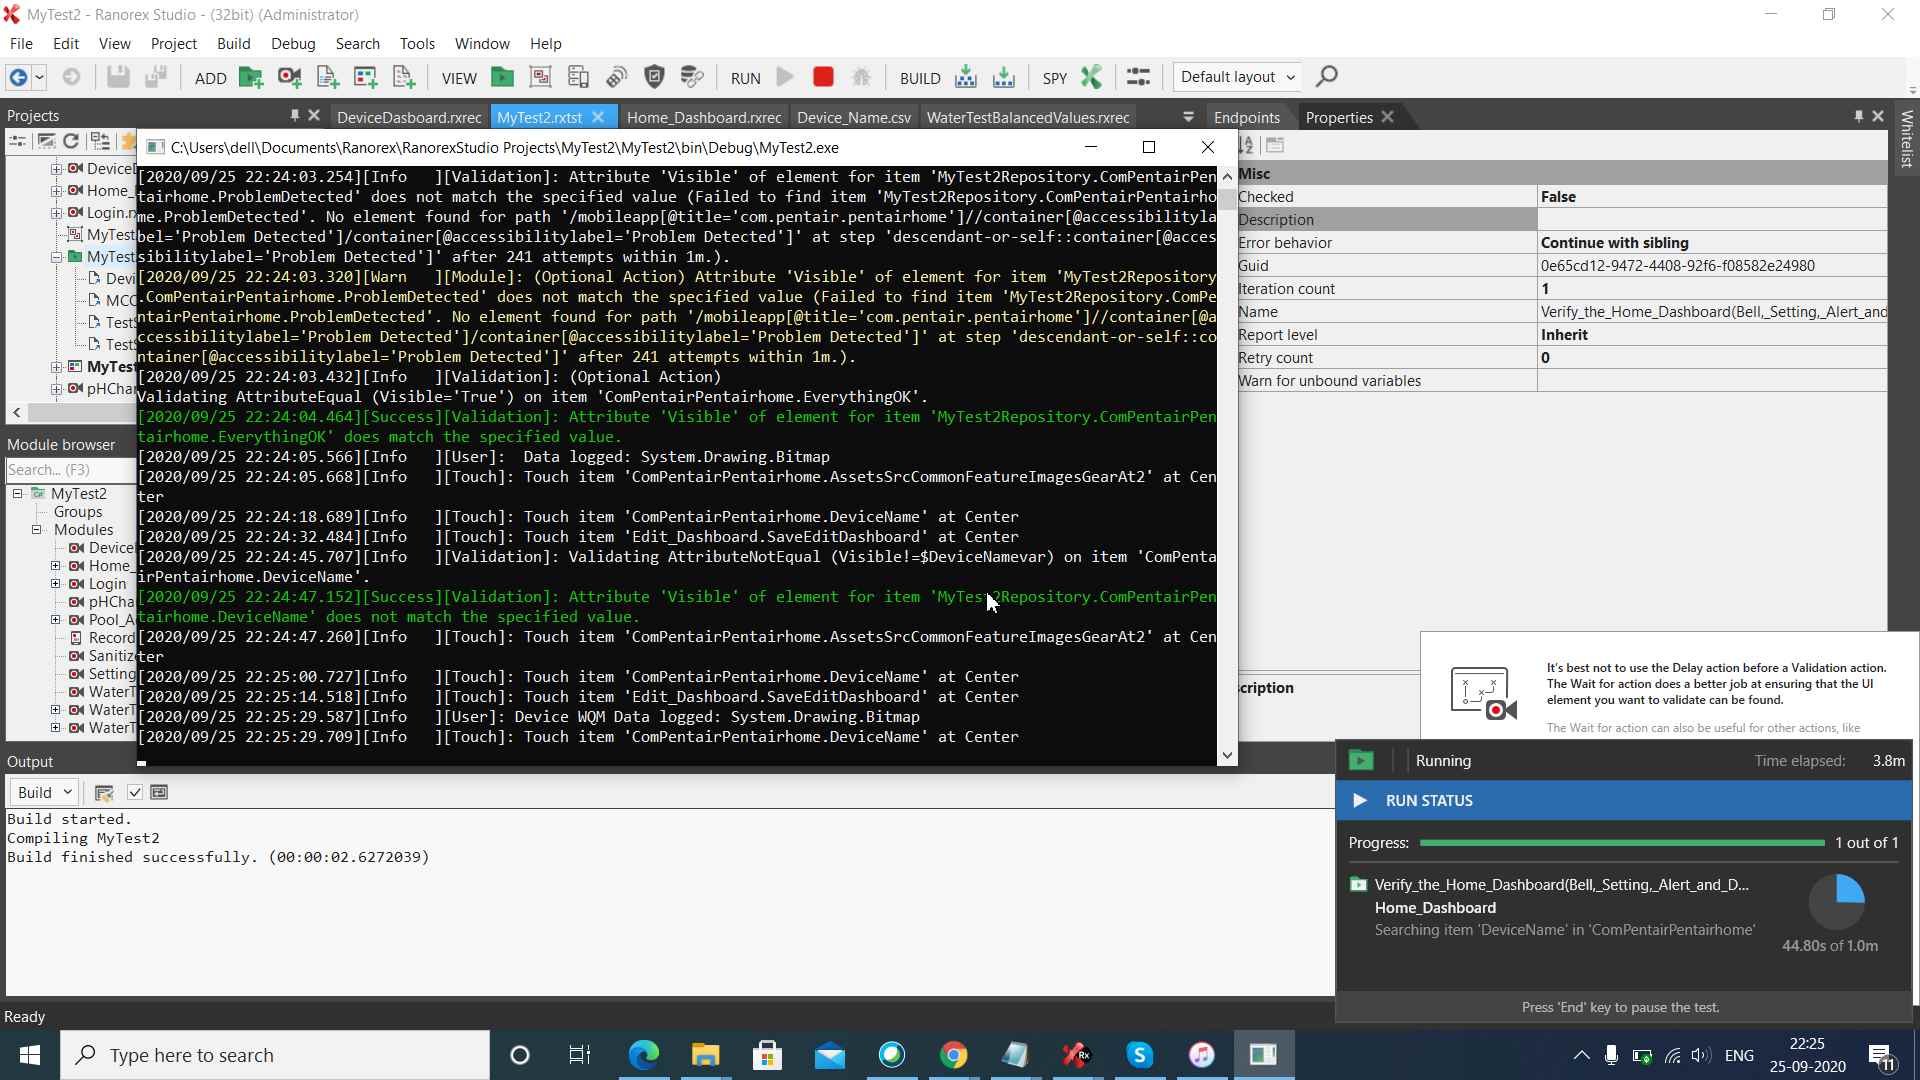 MyTest2 - Ranorex Studio - (32bit) (Administrator)
File Edit View Project Build Debug Search Tools Window Help
ADD VIEW RUN BUILD SPY Default layout
Projects
DeviceDasboard.rxrec MyTest2.rxtst Home_Dashboard.rxrec Device_Name.csv WaterTestBalancedValues.rxrec Endpoints Properties
Whitelist
C:\Users\dell\Documents\Ranorex\RanorexStudio Projects\MyTest2\MyTest2\bin\Debug\MyTest2.exe
[2020/09/25 22:24:03.254][Info   ][Validation]: Attribute 'Visible' of element for item 'MyTest2Repository.ComPentairPen
tairhome.ProblemDetected' does not match the specified value (Failed to find item 'MyTest2Repository.ComPentairPentairho
me.ProblemDetected'. No element found for path '/mobileapp[@title='com.pentair.pentairhome']//container[@accessibilityla
bel='Problem Detected']/container[@accessibilitylabel='Problem Detected']' at step 'descendant-or-self::container[@acces
sibilitylabel='Problem Detected']' after 241 attempts within 1m.).
[2020/09/25 22:24:03.320][Warn   ][Module]: (Optional Action) Attribute 'Visible' of element for item 'MyTest2Repository
.ComPentairPentairhome.ProblemDetected' does not match the specified value (Failed to find item 'MyTest2Repository.ComPe
ntairPentairhome.ProblemDetected'. No element found for path '/mobileapp[@title='com.pentair.pentairhome']//container[@a
ccessibilitylabel='Problem Detected']/container[@accessibilitylabel='Problem Detected']' at step 'descendant-or-self::co
ntainer[@accessibilitylabel='Problem Detected']' after 241 attempts within 1m.).
[2020/09/25 22:24:03.432][Info   ][Validation]: (Optional Action)
Validating AttributeEqual (Visible='True') on item 'ComPentairPentairhome.EverythingOK'.
[2020/09/25 22:24:04.464][Success][Validation]: Attribute 'Visible' of element for item 'MyTest2Repository.ComPentairPen
tairhome.EverythingOK' does match the specified value.
[2020/09/25 22:24:05.566][Info   ][User]:  Data logged: System.Drawing.Bitmap
[2020/09/25 22:24:05.668][Info   ][Touch]: Touch item 'ComPentairPentairhome.AssetsSrcCommonFeatureImagesGearAt2' at Cen
ter
[2020/09/25 22:24:18.689][Info   ][Touch]: Touch item 'ComPentairPentairhome.DeviceName' at Center
[2020/09/25 22:24:32.484][Info   ][Touch]: Touch item 'Edit_Dashboard.SaveEditDashboard' at Center
[2020/09/25 22:24:45.707][Info   ][Validation]: Validating AttributeNotEqual (Visible!=$DeviceNamevar) on item 'ComPenta
irPentairhome.DeviceName'.
[2020/09/25 22:24:47.152][Success][Validation]: Attribute 'Visible' of element for item 'MyTest2Repository.ComPentairPen
tairhome.DeviceName' does not match the specified value.
[2020/09/25 22:24:47.260][Info   ][Touch]: Touch item 'ComPentairPentairhome.AssetsSrcCommonFeatureImagesGearAt2' at Cen
ter
[2020/09/25 22:25:00.727][Info   ][Touch]: Touch item 'ComPentairPentairhome.DeviceName' at Center
[2020/09/25 22:25:14.518][Info   ][Touch]: Touch item 'Edit_Dashboard.SaveEditDashboard' at Center
[2020/09/25 22:25:29.587][Info   ][User]: Device WQM Data logged: System.Drawing.Bitmap
[2020/09/25 22:25:29.709][Info   ][Touch]: Touch item 'ComPentairPentairhome.DeviceName' at Center
Device
Home_
Login.r
MyTest
MyTest
Devi
MCC
TestS
TestS
MyTest
pHChar
Module browser
Search... (F3)
MyTest2
Groups
Modules
Device
Home_
Login
pHCha
Pool_A
Record
Sanitiz
Setting
WaterT
WaterT
WaterT
Misc
Checked False
Description
Error behavior Continue with sibling
Guid 0e65cd12-9472-4408-92f6-f08582e24980
Iteration count 1
Name Verify_the_Home_Dashboard(Bell,_Setting,_Alert_and
Report level Inherit
Retry count 0
Warn for unbound variables
scription
It's best not to use the Delay action before a Validation action.
The Wait for action does a better job at ensuring that the UI
element you want to validate can be found.
The Wait for action can also be useful for other actions, like
Running Time elapsed: 3.8m
RUN STATUS
Progress: 1 out of 1
Verify_the_Home_Dashboard(Bell,_Setting,_Alert_and_D...
Home_Dashboard
Searching item 'DeviceName' in 'ComPentairPentairhome'
44.80s of 1.0m
Press 'End' key to pause the test.
Output
Build
Build started.
Compiling MyTest2
Build finished successfully. (00:00:02.6272039)
Ready
Type here to search
Rx
ENG
22:25
25-09-2020
11